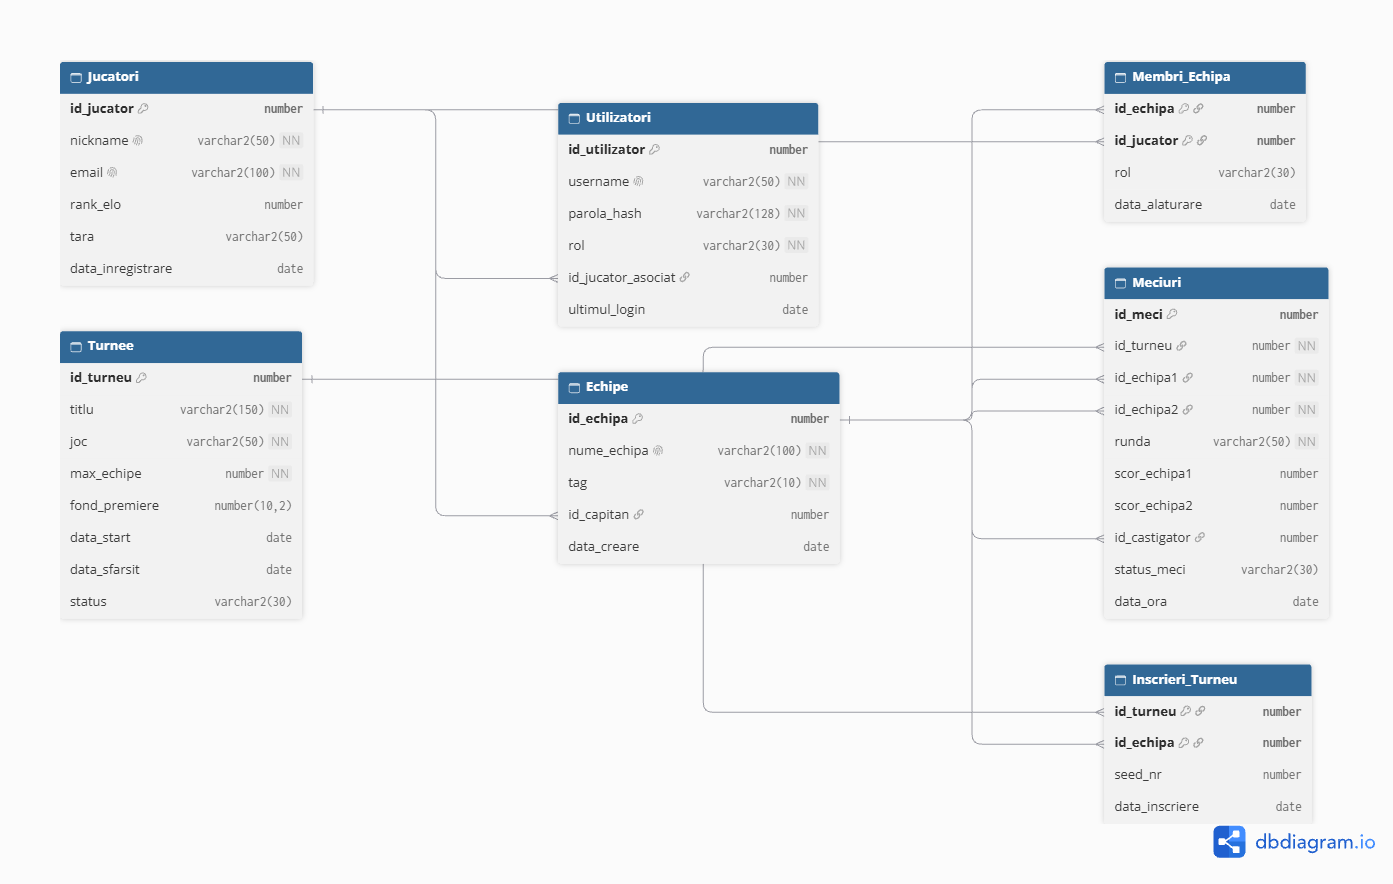 Jucatori
id_jucator number
nickname varchar2(50) NN
email varchar2(100) NN
rank_elo number
tara varchar2(50)
data_inregistrare date
Turnee
id_turneu number
titlu varchar2(150) NN
joc varchar2(50) NN
max_echipe number NN
fond_premiere number(10,2)
data_start date
data_sfarsit date
status varchar2(30)
Utilizatori
id_utilizator number
username varchar2(50) NN
parola_hash varchar2(128) NN
rol varchar2(30) NN
id_jucator_asociat number
ultimul_login date
Echipe
id_echipa number
nume_echipa varchar2(100) NN
tag varchar2(10) NN
id_capitan number
data_creare date
Membri_Echipa
id_echipa number
id_jucator number
rol varchar2(30)
data_alaturare date
Meciuri
id_meci number
id_turneu number NN
id_echipa1 number NN
id_echipa2 number NN
runda varchar2(50) NN
scor_echipa1 number
scor_echipa2 number
id_castigator number
status_meci varchar2(30)
data_ora date
Inscrieri_Turneu
id_turneu number
id_echipa number
seed_nr number
data_inscriere date
dbdiagram.io